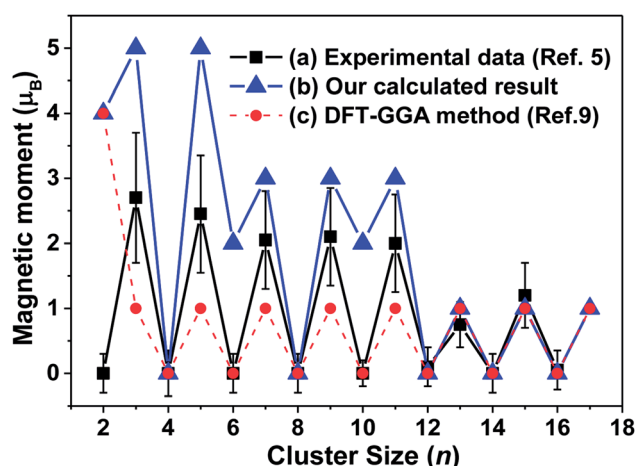 5
4
3
2
1
0
Magnetic moment (μB)
(a) Experimental data (Ref. 5)
(b) Our calculated result
(c) DFT-GGA method (Ref.9)
2 4 6 8 10 12 14 16 18
Cluster Size (n)